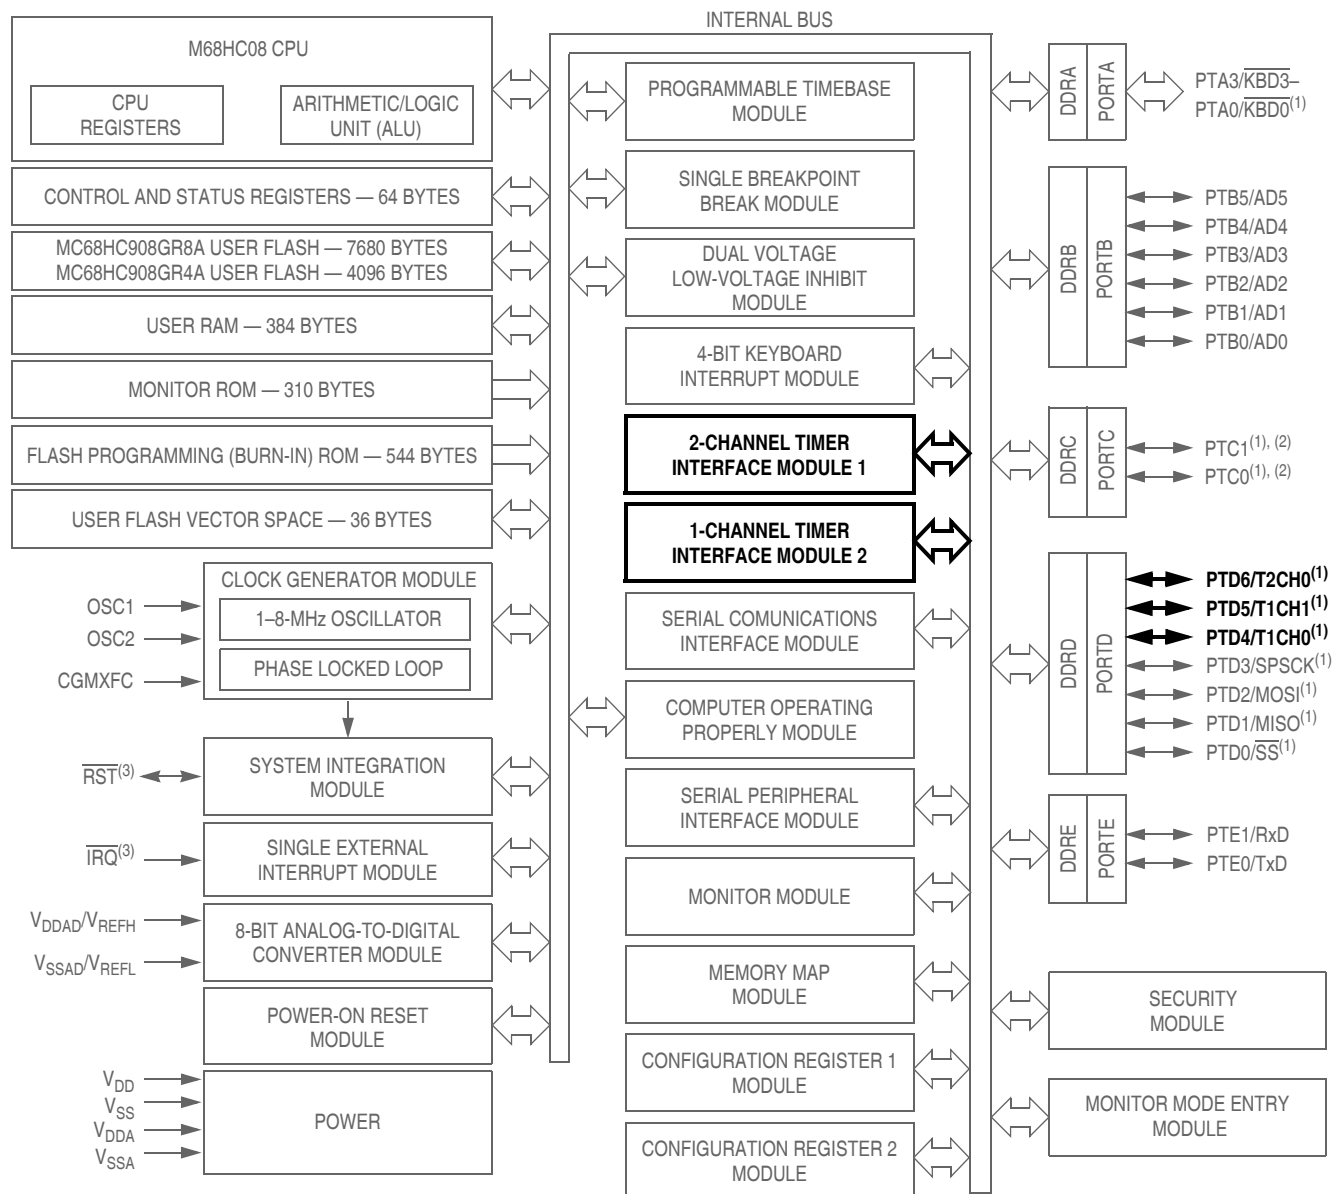 INTERNAL BUS
M68HC08 CPU
CPU
REGISTERS
ARITHMETIC/LOGIC
UNIT (ALU)
CONTROL AND STATUS REGISTERS — 64 BYTES
MC68HC908GR8A USER FLASH — 7680 BYTES
MC68HC908GR4A USER FLASH — 4096 BYTES
USER RAM — 384 BYTES
MONITOR ROM — 310 BYTES
FLASH PROGRAMMING (BURN-IN) ROM — 544 BYTES
USER FLASH VECTOR SPACE — 36 BYTES
CLOCK GENERATOR MODULE
1–8-MHz OSCILLATOR
PHASE LOCKED LOOP
OSC1
OSC2
CGMXFC
SYSTEM INTEGRATION
MODULE
RST(3)
SINGLE EXTERNAL
INTERRUPT MODULE
IRQ(3)
8-BIT ANALOG-TO-DIGITAL
CONVERTER MODULE
VDDAD/VREFH
VSSAD/VREFL
POWER-ON RESET
MODULE
POWER
VDD
VSS
VDDA
VSSA
PROGRAMMABLE TIMEBASE
MODULE
SINGLE BREAKPOINT
BREAK MODULE
DUAL VOLTAGE
LOW-VOLTAGE INHIBIT
MODULE
4-BIT KEYBOARD
INTERRUPT MODULE
2-CHANNEL TIMER
INTERFACE MODULE 1
1-CHANNEL TIMER
INTERFACE MODULE 2
SERIAL COMUNICATIONS
INTERFACE MODULE
COMPUTER OPERATING
PROPERLY MODULE
SERIAL PERIPHERAL
INTERFACE MODULE
MONITOR MODULE
MEMORY MAP
MODULE
CONFIGURATION REGISTER 1
MODULE
CONFIGURATION REGISTER 2
MODULE
DDRA
PORTA
PTA3/KBD3–
PTA0/KBD0(1)
DDRB
PORTB
PTB5/AD5
PTB4/AD4
PTB3/AD3
PTB2/AD2
PTB1/AD1
PTB0/AD0
DDRC
PORTC
PTC1(1), (2)
PTC0(1), (2)
DDRD
PORTD
PTD6/T2CH0(1)
PTD5/T1CH1(1)
PTD4/T1CH0(1)
PTD3/SPSCK(1)
PTD2/MOSI(1)
PTD1/MISO(1)
PTD0/SS(1)
DDRE
PORTE
PTE1/RxD
PTE0/TxD
SECURITY
MODULE
MONITOR MODE ENTRY
MODULE